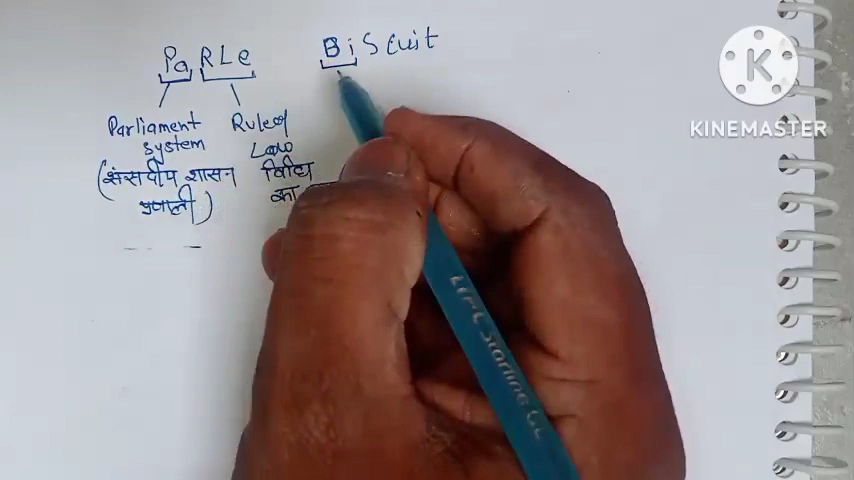 PaRLe BiScuit
Parliament Rule of
System Law
(संसदीप शासन विधि
प्रणाली) का
KINEMASTER